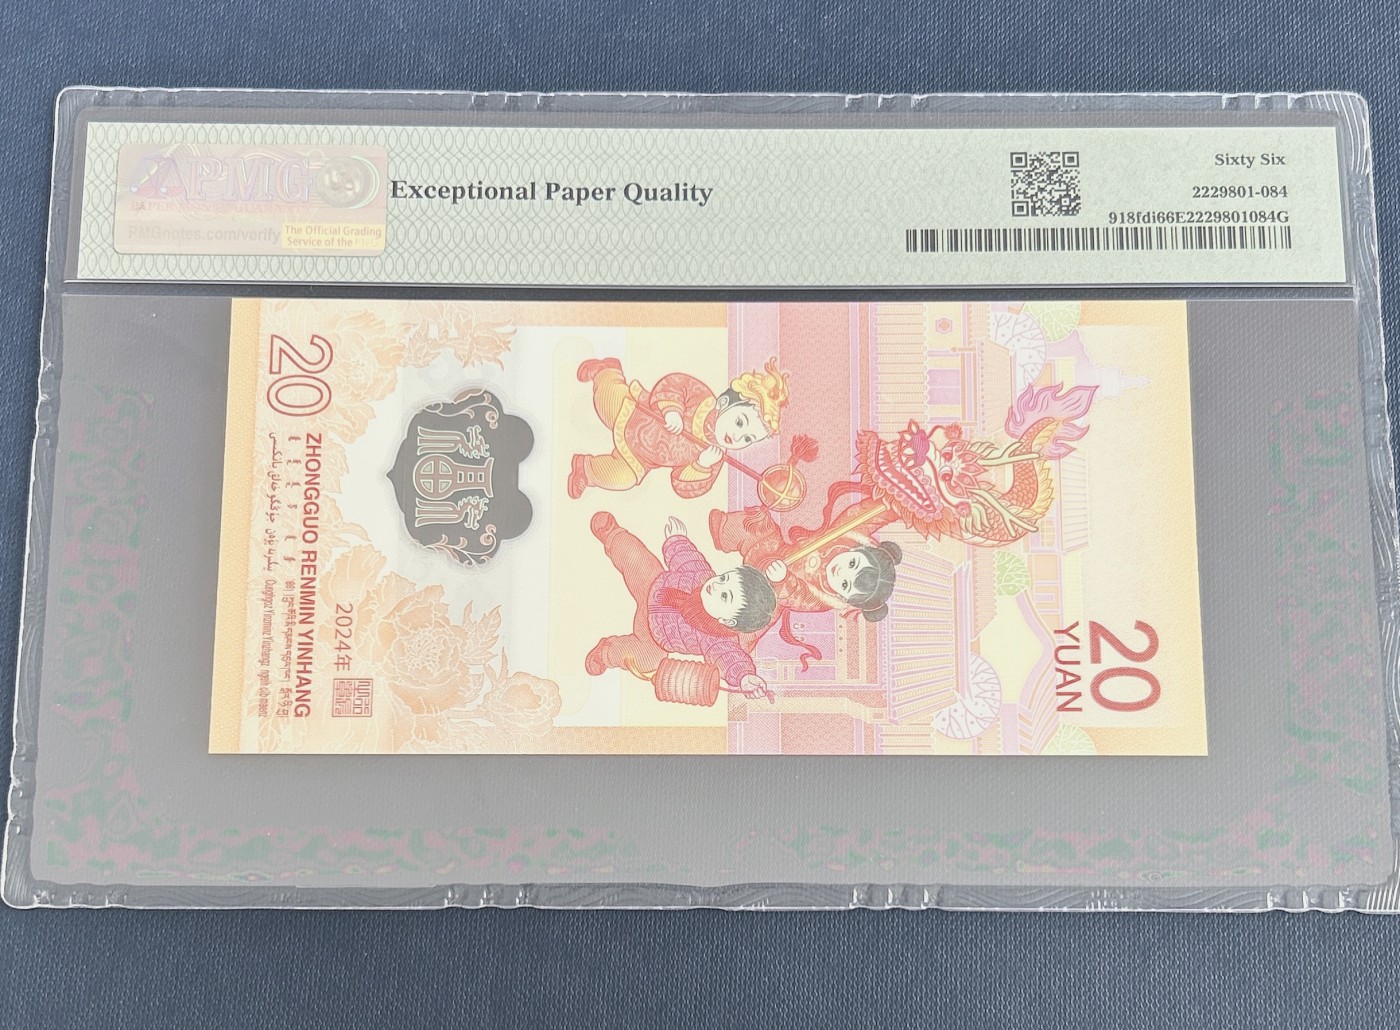 PMG
PMGnotes.com/verify
The Official Grading
Service of the
Exceptional Paper Quality
Sixty Six
2229801-084
918fdi66E2229801084G
20
ZHONGGUO RENMIN YINHANG
2024年
20
YUAN